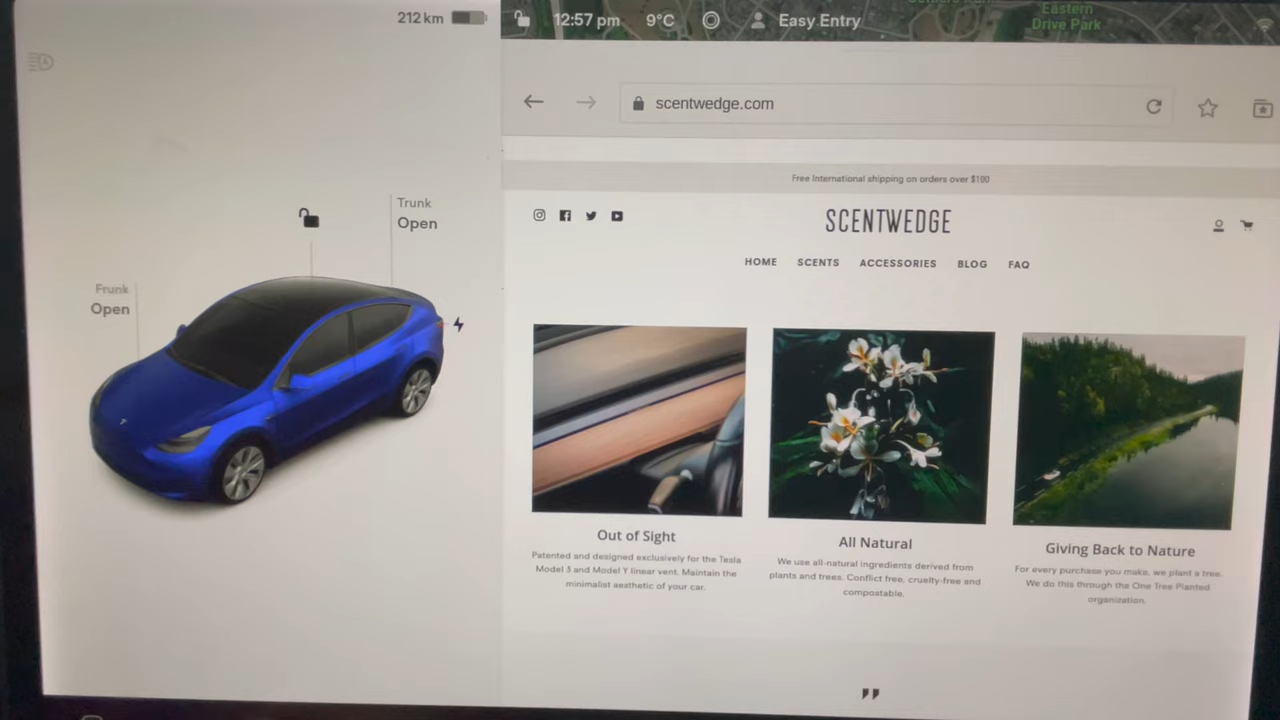 212 km
12:57 pm
9°C
Easy Entry
Eastern
Drive Park
scentwedge.com
Trunk
Open
Frunk
Open
Free International shipping on orders over $100
SCENTWEDGE
HOME SCENTS ACCESSORIES BLOG FAQ
Out of Sight
Patented and designed exclusively for the Tesla
Model 3 and Model Y linear vent. Maintain the
minimalist aesthetic of your car.
All Natural
We use all-natural ingredients derived from
plants and trees. Conflict free, cruelty-free and
compostable.
Giving Back to Nature
For every purchase you make, we plant a tree.
We do this through the One Tree Planted
organization.